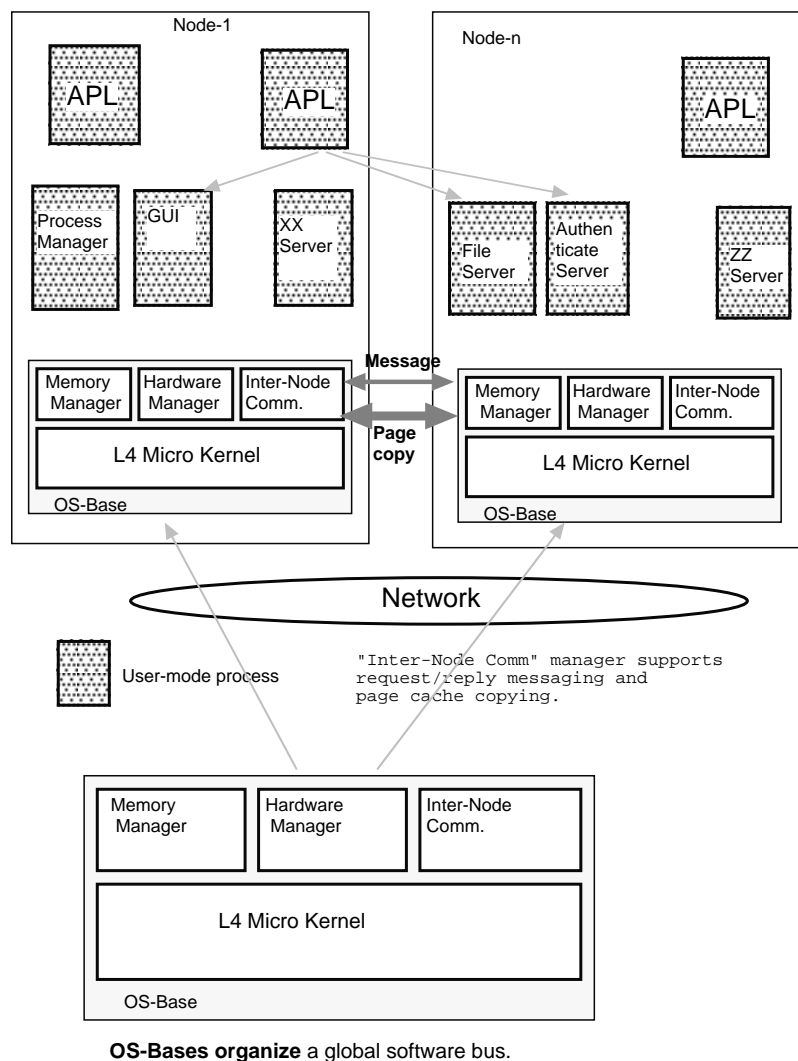 Node-1
Node-n
APL
APL
APL
Process
Manager
GUI
XX
Server
File
Server
Authen
ticate
Server
ZZ
Server
Message
Page
copy
Memory
Manager
Hardware
Manager
Inter-Node
Comm.
L4 Micro Kernel
OS-Base
Memory
Manager
Hardware
Manager
Inter-Node
Comm.
L4 Micro Kernel
OS-Base
Network
User-mode process
"Inter-Node Comm" manager supports
request/reply messaging and
page cache copying.
Memory
Manager
Hardware
Manager
Inter-Node
Comm.
L4 Micro Kernel
OS-Base
OS-Bases organize a global software bus.